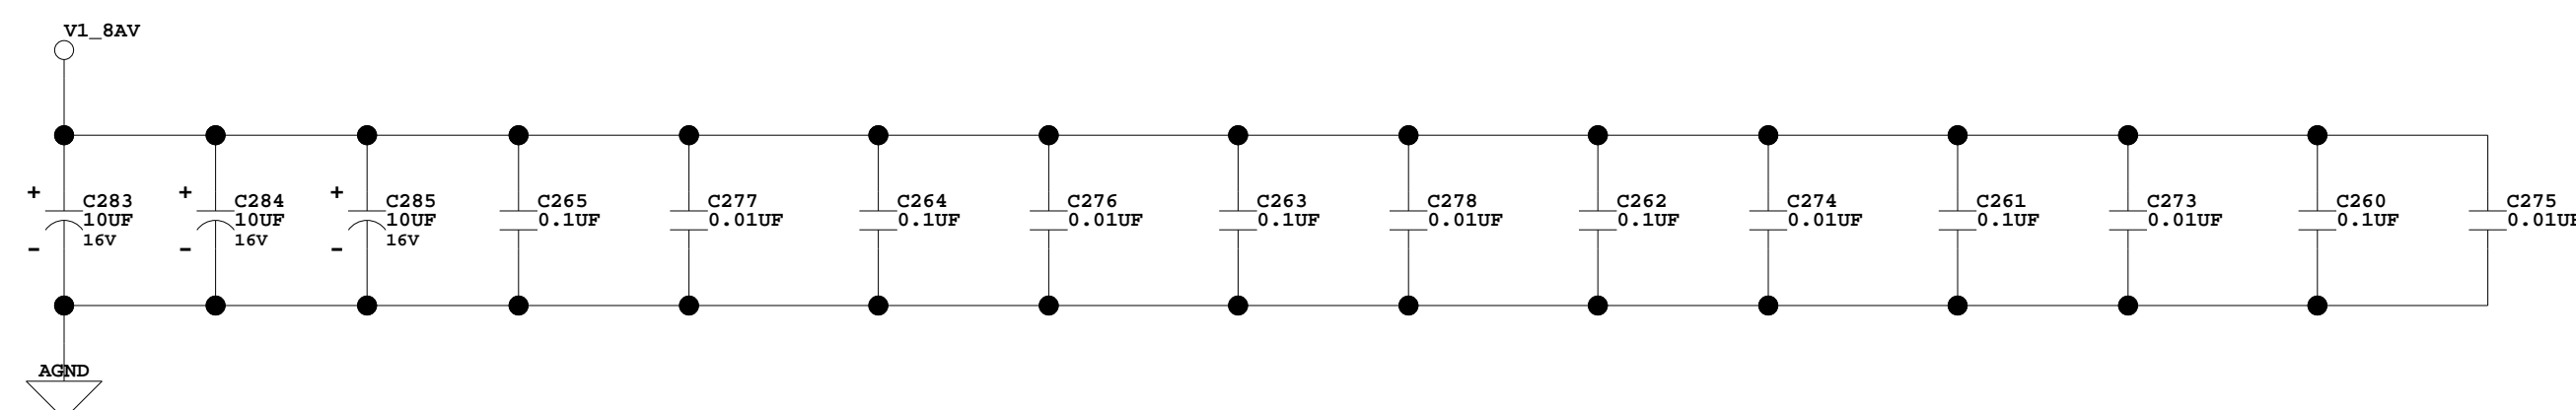 V1_8AV
+
C283
10UF
16V
-
+
C284
10UF
16V
-
+
C285
10UF
16V
-
C265
0.1UF
C277
0.01UF
C264
0.1UF
C276
0.01UF
C263
0.1UF
C278
0.01UF
C262
0.1UF
C274
0.01UF
C261
0.1UF
C273
0.01UF
C260
0.1UF
C275
0.01UF
AGND